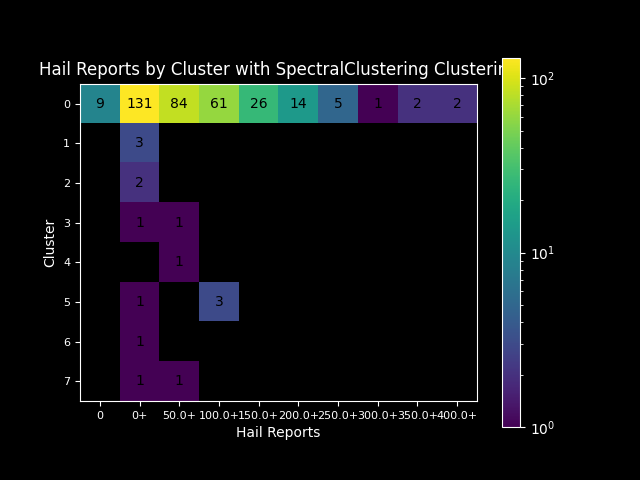 Hail Reports by Cluster with SpectralClustering Clustering
10²
0 9 131 84 61 26 14 5 1 2 2
1 3
2 2
3 1 1
10¹
4 1
5 1 3
6 1
7 1 1
10⁰
Cluster
0 0+ 50.0+ 100.0+ 150.0+ 200.0+ 250.0+ 300.0+ 350.0+ 400.0+
Hail Reports